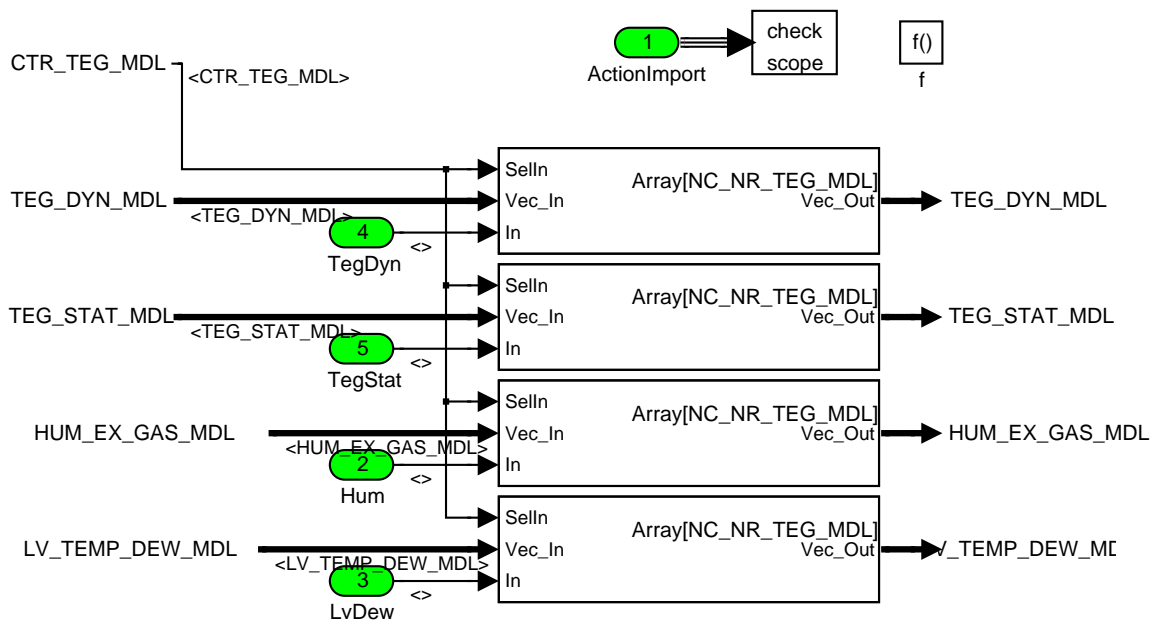 1
ActionImport
check
scope
f()
f
CTR_TEG_MDL
<CTR_TEG_MDL>
SelIn
Vec_In
In
Array[NC_NR_TEG_MDL]
Vec_Out
TEG_DYN_MDL
<TEG_DYN_MDL>
TEG_DYN_MDL
4
<>
TegDyn
SelIn
Vec_In
In
Array[NC_NR_TEG_MDL]
Vec_Out
TEG_STAT_MDL
<TEG_STAT_MDL>
TEG_STAT_MDL
5
<>
TegStat
SelIn
Vec_In
In
Array[NC_NR_TEG_MDL]
Vec_Out
HUM_EX_GAS_MDL
<HUM_EX_GAS_MDL>
HUM_EX_GAS_MDL
2
<>
Hum
SelIn
Vec_In
In
Array[NC_NR_TEG_MDL]
Vec_Out
LV_TEMP_DEW_MDL
<LV_TEMP_DEW_MDL>
3
<>
LvDew